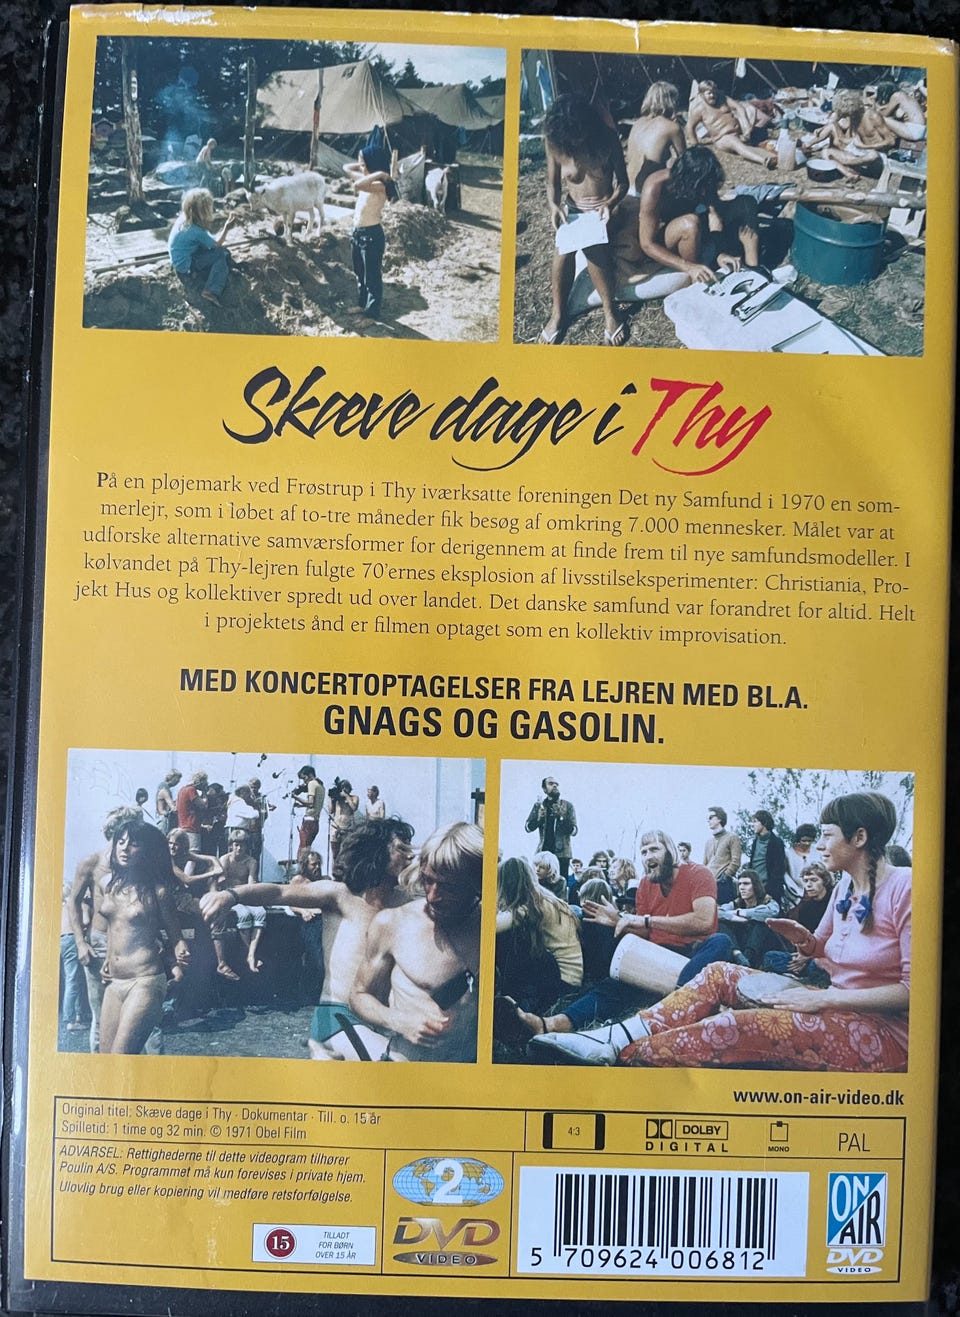 Skæve dage i Thy
På en pløjemark ved Frøstrup i Thy iværksatte foreningen Det ny Samfund i 1970 en som-
merlejr, som i løbet af to-tre måneder fik besøg af omkring 7.000 mennesker. Målet var at
udforske alternative samværsformer for derigennem at finde frem til nye samfundsmodeller. I
kølvandet på Thy-lejren fulgte 70'ernes eksplosion af livsstilseksperimenter: Christiania, Pro-
jekt Hus og kollektiver spredt ud over landet. Det danske samfund var forandret for altid. Helt
i projektets ånd er filmen optaget som en kollektiv improvisation.
MED KONCERTOPTAGELSER FRA LEJREN MED BL.A.
GNAGS OG GASOLIN.
www.on-air-video.dk
Original titel: Skæve dage i Thy · Dokumentar · Till. o. 15 år
Spilletid: 1 time og 32 min. © 1971 Obel Film
ADVARSEL: Rettighederne til dette videogram tilhører
Poulin A/S. Programmet må kun forevises i private hjem.
Ulovlig brug eller kopiering vil medføre retsforfølgelse.
15
TILLADT
FOR BØRN
OVER 15 ÅR
2
DVD
VIDEO
4:3
DOLBY
DIGITAL
MONO
PAL
5 709624 006812
ON
AIR
DVD
VIDEO